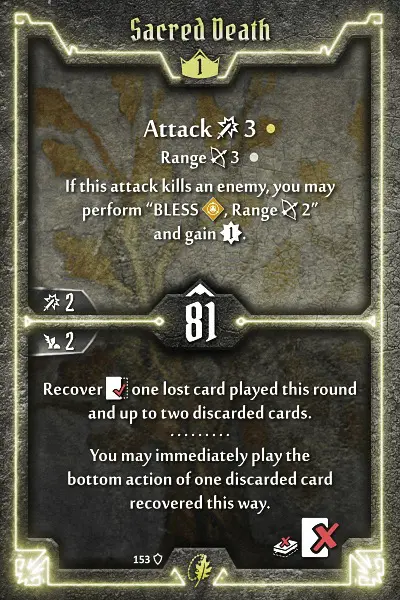 Sacred Death
1
Attack 3
Range 3
If this attack kills an enemy, you may
perform “BLESS , Range 2”
and gain 1.
2
81
2
Recover one lost card played this round
and up to two discarded cards.
.........
You may immediately play the
bottom action of one discarded card
recovered this way.
153